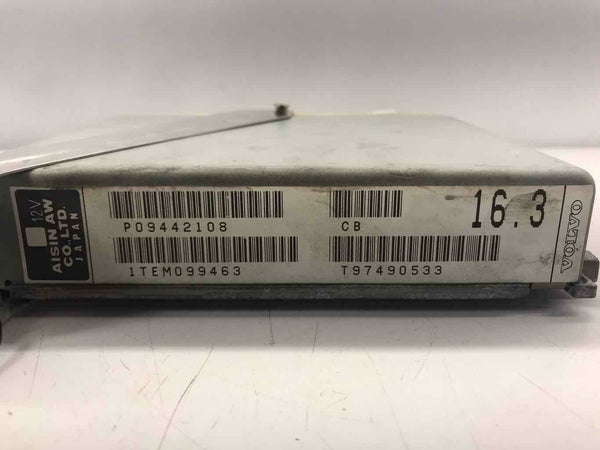 12V
AISIN AW
CO.LTD.
JAPAN
P09442108
CB
16.3
1TEM099463
T97490533
VOLVO